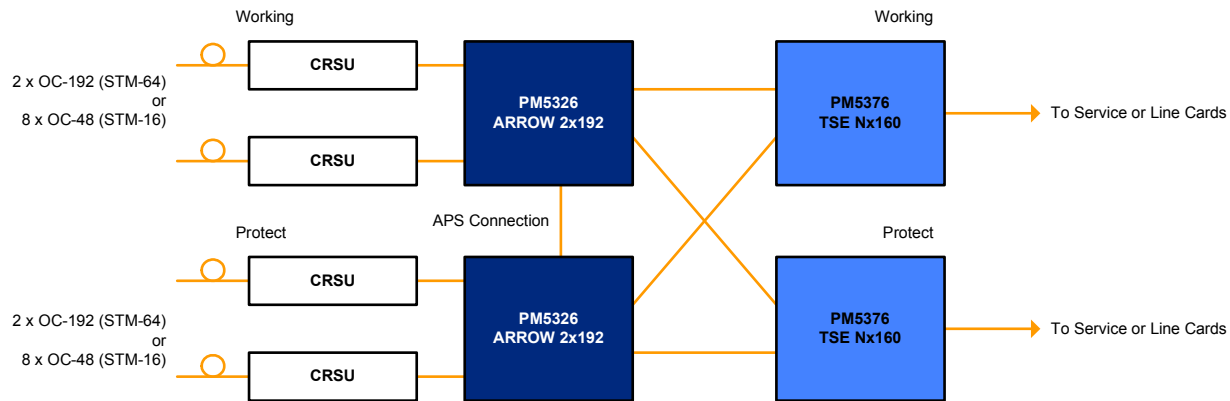 Working
Working
CRSU
2 x OC-192 (STM-64)
or
8 x OC-48 (STM-16)
PM5326
ARROW 2x192
PM5376
TSE Nx160
To Service or Line Cards
CRSU
APS Connection
Protect
Protect
CRSU
2 x OC-192 (STM-64)
or
8 x OC-48 (STM-16)
PM5326
ARROW 2x192
PM5376
TSE Nx160
To Service or Line Cards
CRSU